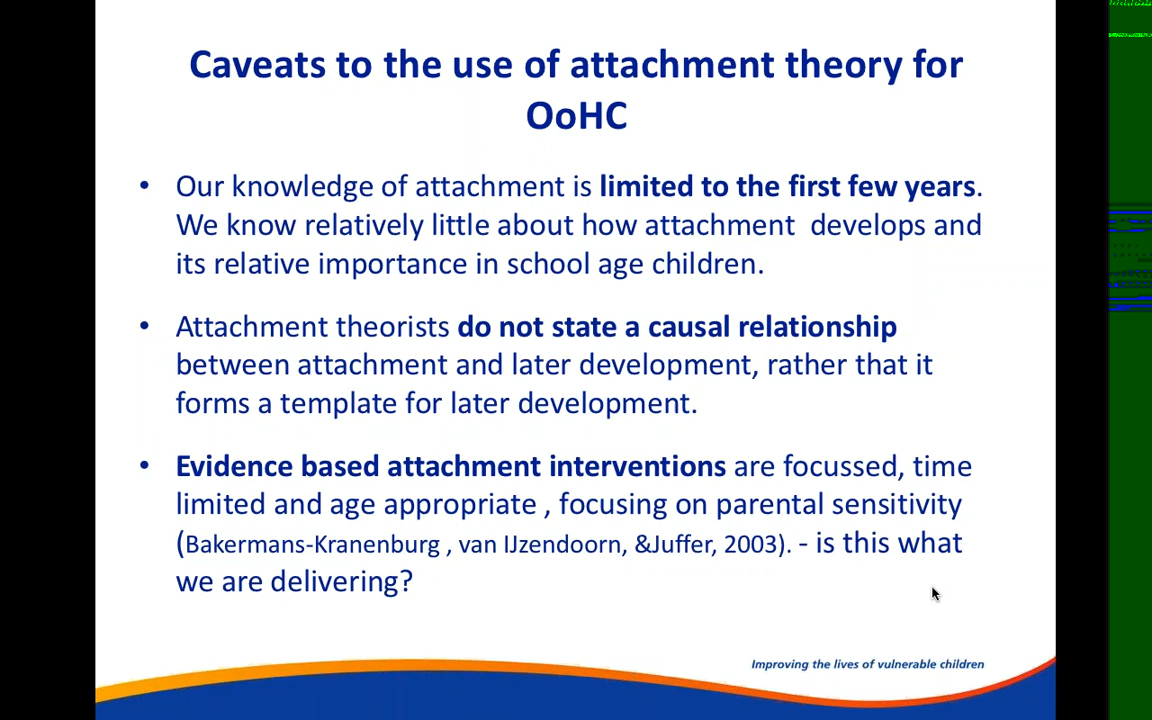 Caveats to the use of attachment theory for
OoHC
• Our knowledge of attachment is limited to the first few years.
We know relatively little about how attachment  develops and
its relative importance in school age children.
• Attachment theorists do not state a causal relationship
between attachment and later development, rather that it
forms a template for later development.
• Evidence based attachment interventions are focussed, time
limited and age appropriate , focusing on parental sensitivity
(Bakermans-Kranenburg , van IJzendoorn, &Juffer, 2003). - is this what
we are delivering?
Improving the lives of vulnerable children